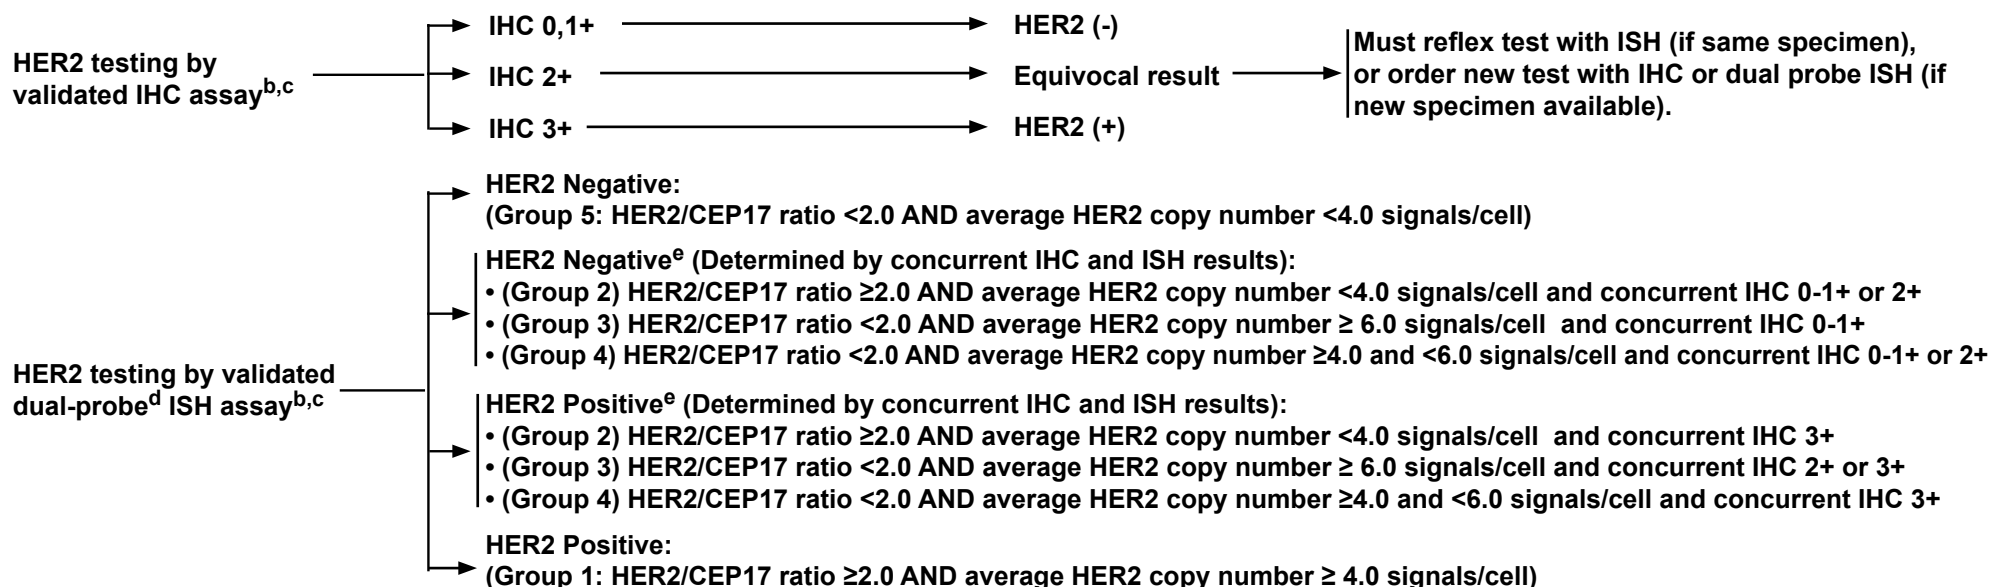 HER2 testing by
validated IHC assayb,c
IHC 0,1+
HER2 (-)
IHC 2+
Equivocal result
Must reflex test with ISH (if same specimen),
or order new test with IHC or dual probe ISH (if
new specimen available).
IHC 3+
HER2 (+)
HER2 testing by validated
dual-probed ISH assayb,c
HER2 Negative:
(Group 5: HER2/CEP17 ratio <2.0 AND average HER2 copy number <4.0 signals/cell)
HER2 Negativee (Determined by concurrent IHC and ISH results):
• (Group 2) HER2/CEP17 ratio ≥2.0 AND average HER2 copy number <4.0 signals/cell and concurrent IHC 0-1+ or 2+
• (Group 3) HER2/CEP17 ratio <2.0 AND average HER2 copy number ≥ 6.0 signals/cell and concurrent IHC 0-1+
• (Group 4) HER2/CEP17 ratio <2.0 AND average HER2 copy number ≥4.0 and <6.0 signals/cell and concurrent IHC 0-1+ or 2+
HER2 Positivee (Determined by concurrent IHC and ISH results):
• (Group 2) HER2/CEP17 ratio ≥2.0 AND average HER2 copy number <4.0 signals/cell and concurrent IHC 3+
• (Group 3) HER2/CEP17 ratio <2.0 AND average HER2 copy number ≥ 6.0 signals/cell and concurrent IHC 2+ or 3+
• (Group 4) HER2/CEP17 ratio <2.0 AND average HER2 copy number ≥4.0 and <6.0 signals/cell and concurrent IHC 3+
HER2 Positive:
(Group 1: HER2/CEP17 ratio ≥2.0 AND average HER2 copy number ≥ 4.0 signals/cell)